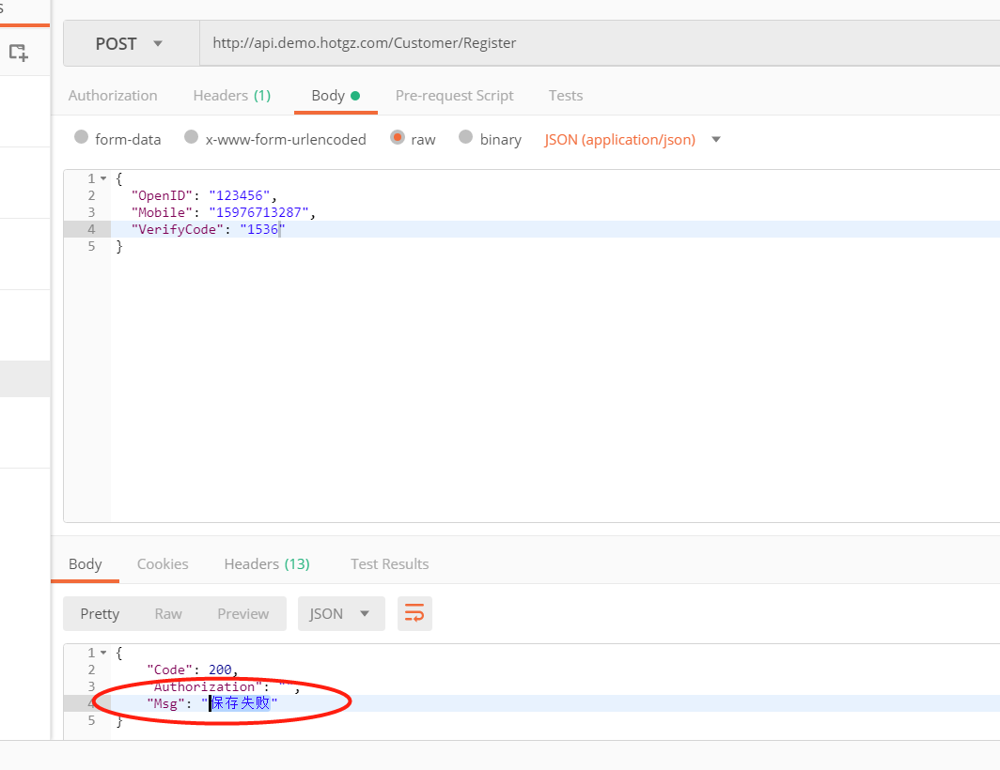 s
POST http://api.demo.hotgz.com/Customer/Register
Authorization Headers (1) Body Pre-request Script Tests
form-data x-www-form-urlencoded raw binary JSON (application/json)
1 {
2 "OpenID": "123456",
3 "Mobile": "15976713287",
4 "VerifyCode": "1536"
5 }
Body Cookies Headers (13) Test Results
Pretty Raw Preview JSON
1 {
2 "Code": 200,
3 "Authorization": "",
4 "Msg": "保存失败"
5 }